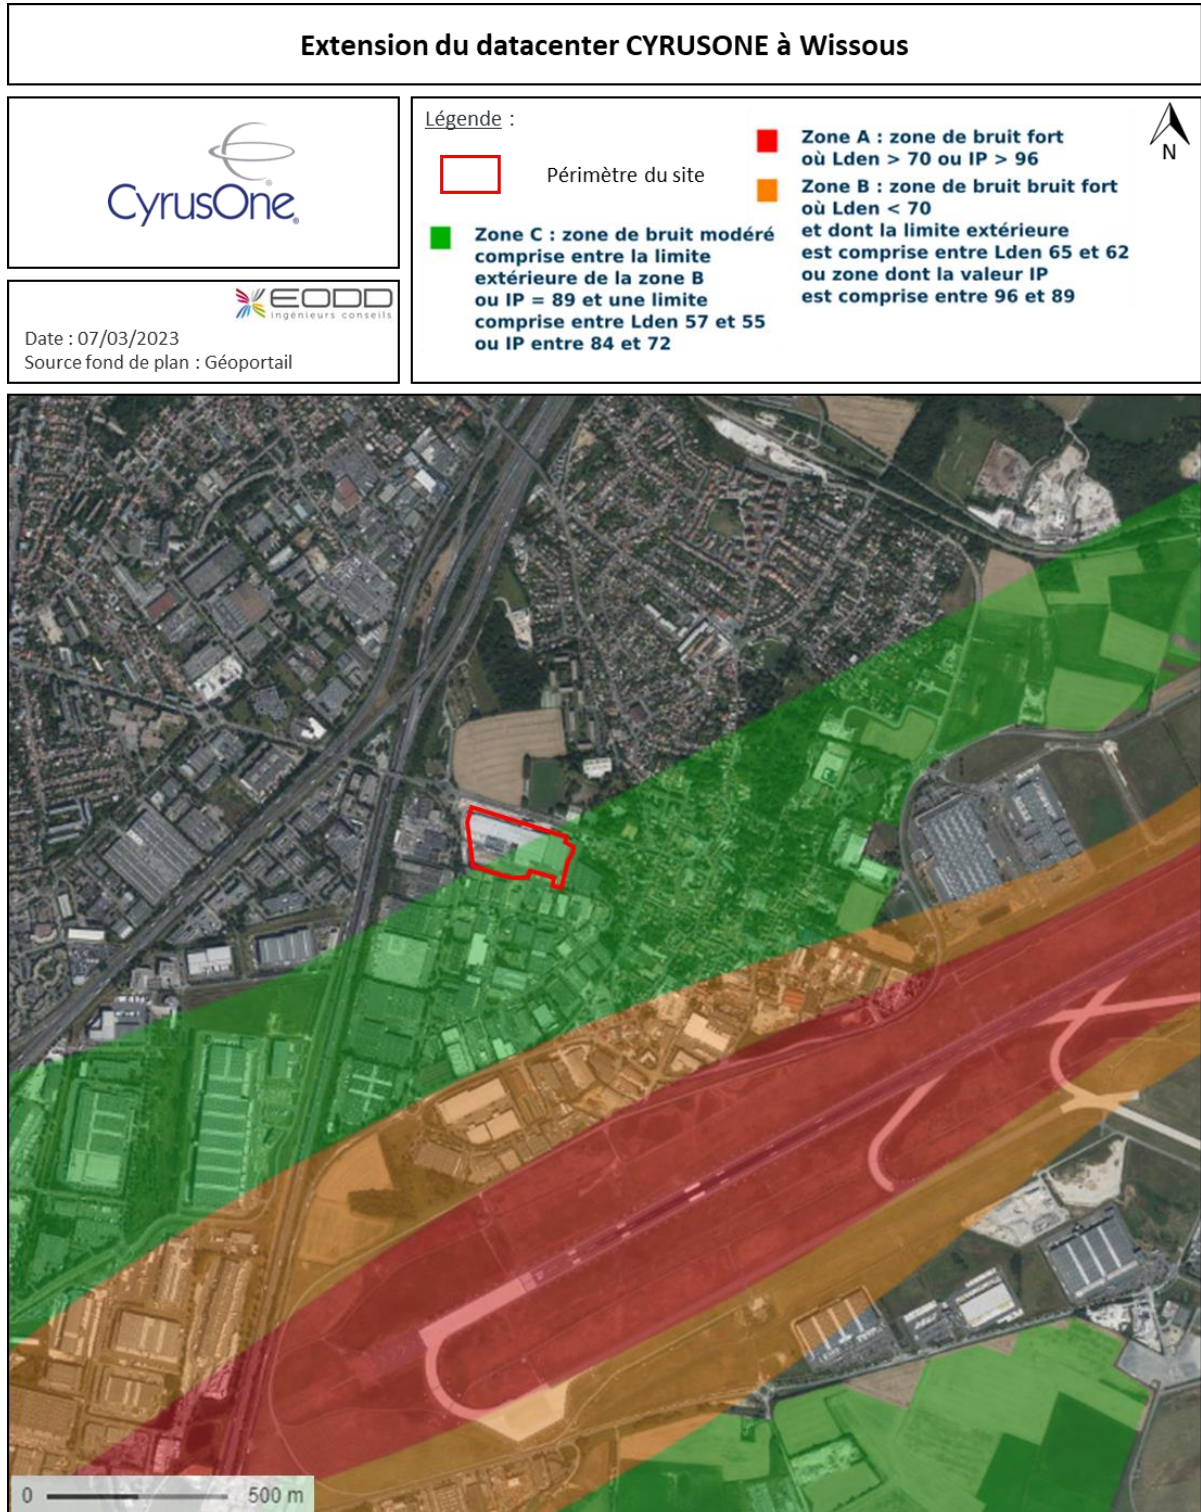 Extension du datacenter CYRUSONE à Wissous
CyrusOne®
EODD
ingénieurs conseils
Date : 07/03/2023
Source fond de plan : Géoportail
Légende :
Périmètre du site
Zone C : zone de bruit modéré
comprise entre la limite
extérieure de la zone B
ou IP = 89 et une limite
comprise entre Lden 57 et 55
ou IP entre 84 et 72
Zone A : zone de bruit fort
où Lden > 70 ou IP > 96
Zone B : zone de bruit bruit fort
où Lden < 70
et dont la limite extérieure
est comprise entre Lden 65 et 62
ou zone dont la valeur IP
est comprise entre 96 et 89
N
0 500 m